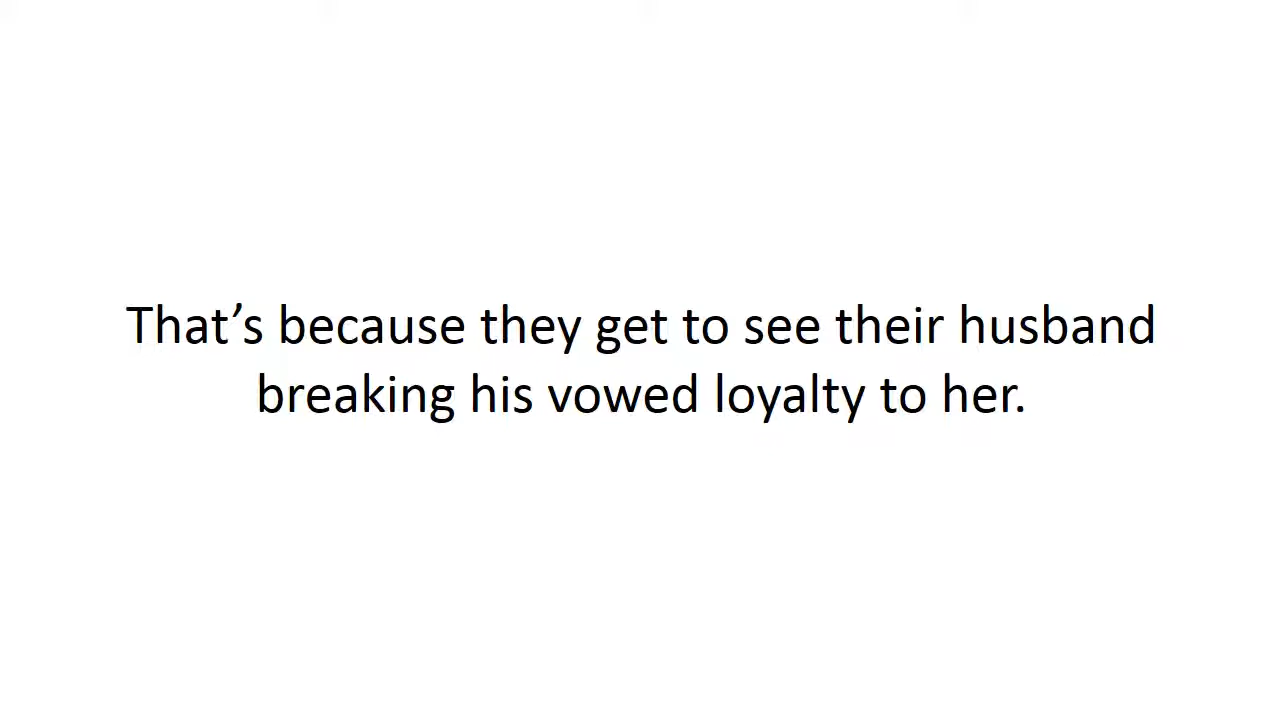 That’s because they get to see their husband
breaking his vowed loyalty to her.